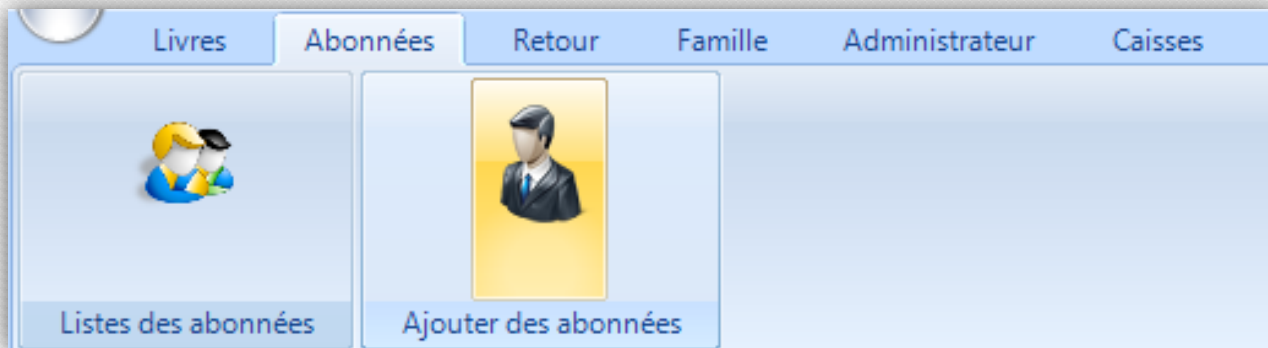 Livres Abonnées Retour Famille Administrateur Caisses
Listes des abonnées Ajouter des abonnées